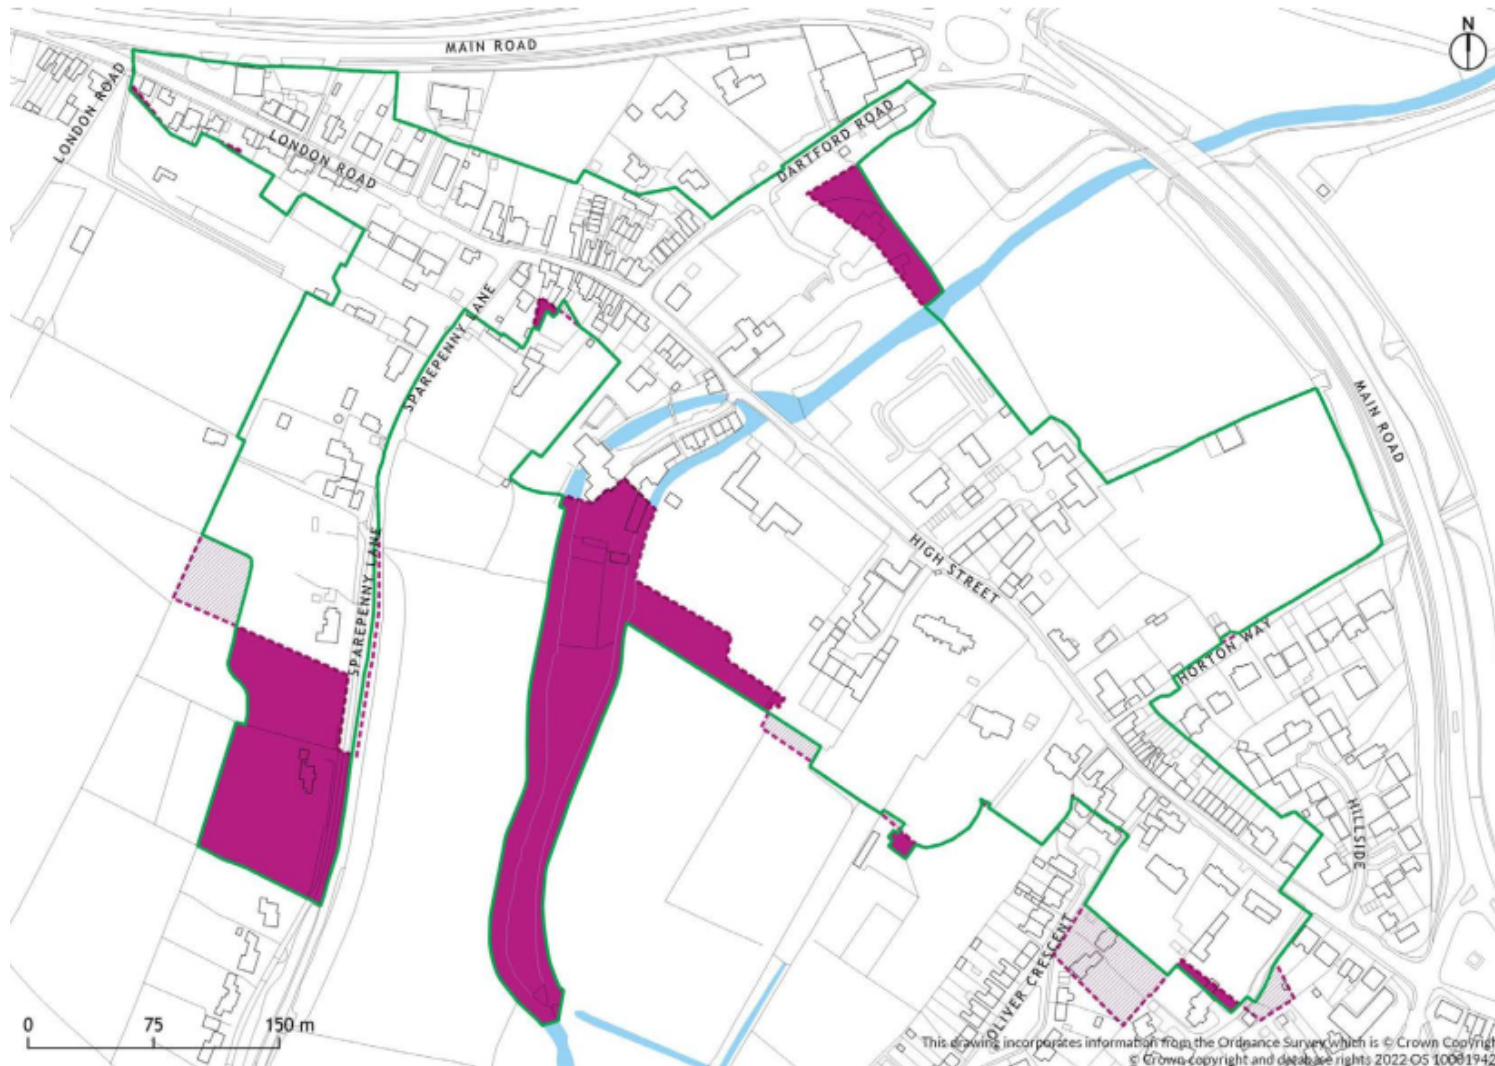 N
MAIN ROAD
LONDON ROAD
LONDON ROAD
DARTFORD ROAD
SPAREPENNY LANE
MAIN ROAD
SPAREPENNY LANE
HIGH STREET
HORTON WAY
HILLSIDE
OLIVER CRESCENT
0 75 150 m
This drawing incorporates information from the Ordnance Survey which is © Crown Copyrigh
© Crown copyright and database rights 2022 OS 10001942